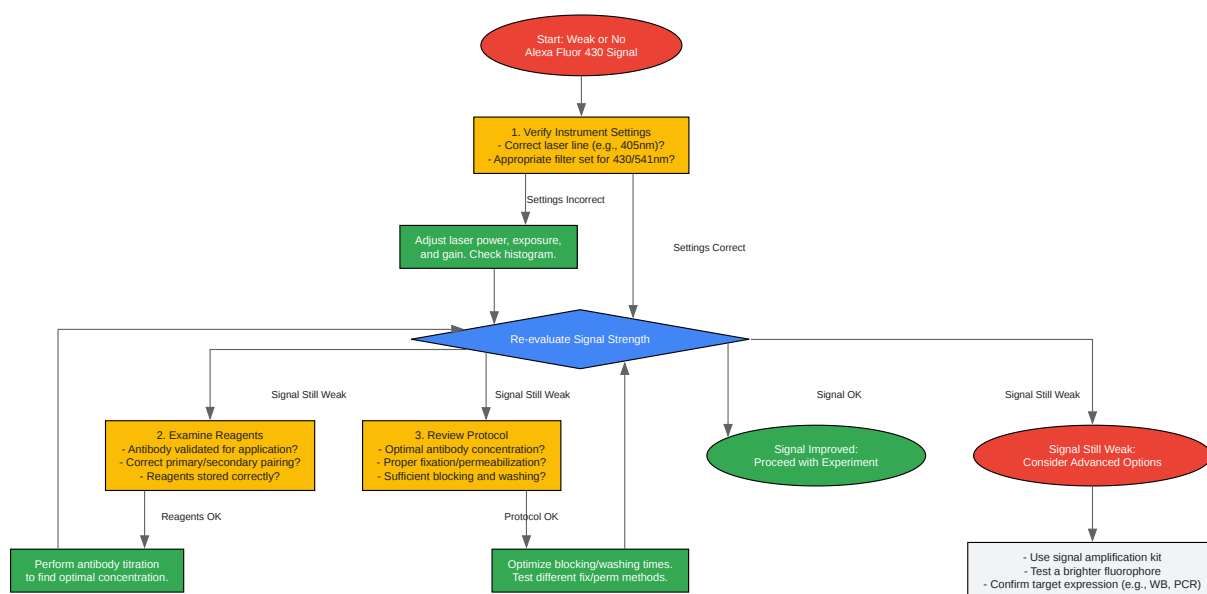 Start: Weak or No
Alexa Fluor 430 Signal
1. Verify Instrument Settings
- Correct laser line (e.g., 405nm)?
- Appropriate filter set for 430/541nm?
Settings Incorrect
Settings Correct
Adjust laser power, exposure,
and gain. Check histogram.
Re-evaluate Signal Strength
Signal Still Weak
Signal Still Weak
Signal OK
Signal Still Weak
2. Examine Reagents
- Antibody validated for application?
- Correct primary/secondary pairing?
- Reagents stored correctly?
3. Review Protocol
- Optimal antibody concentration?
- Proper fixation/permeabilization?
- Sufficient blocking and washing?
Signal Improved:
Proceed with Experiment
Signal Still Weak:
Consider Advanced Options
Reagents OK
Protocol OK
Perform antibody titration
to find optimal concentration.
Optimize blocking/washing times.
Test different fix/perm methods.
- Use signal amplification kit
- Test a brighter fluorophore
- Confirm target expression (e.g., WB, PCR)